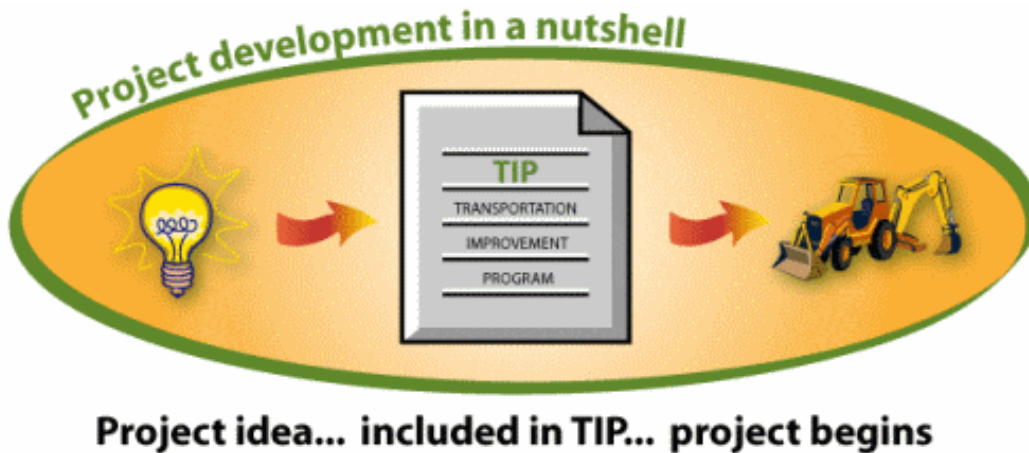 Project development in a nutshell
TIP
TRANSPORTATION
IMPROVEMENT
PROGRAM
Project idea... included in TIP... project begins